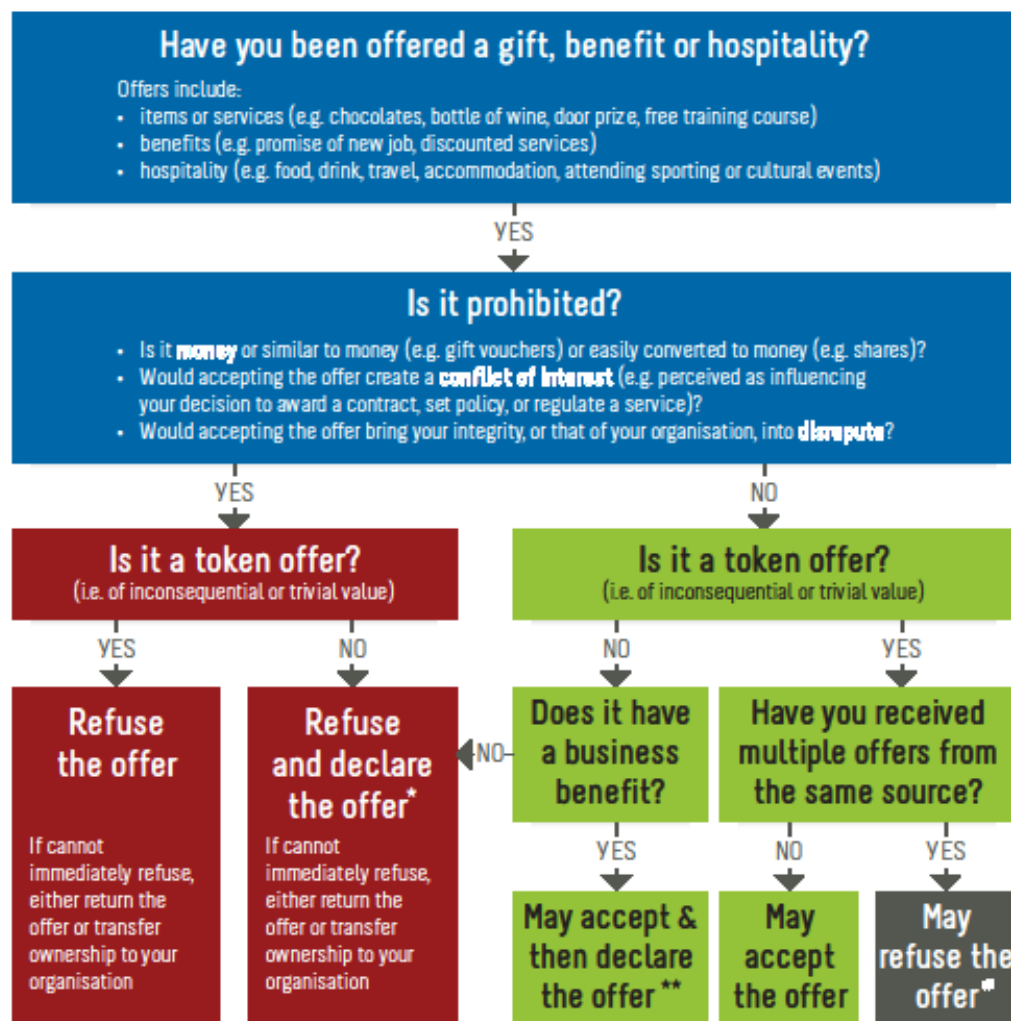 Have you been offered a gift, benefit or hospitality?
Offers include:
• items or services (e.g. chocolates, bottle of wine, door prize, free training course)
• benefits (e.g. promise of new job, discounted services)
• hospitality (e.g. food, drink, travel, accommodation, attending sporting or cultural events)
YES
Is it prohibited?
• Is it money or similar to money (e.g. gift vouchers) or easily converted to money (e.g. shares)?
• Would accepting the offer create a conflict of interest (e.g. perceived as influencing
your decision to award a contract, set policy, or regulate a service)?
• Would accepting the offer bring your integrity, or that of your organisation, into disrepute?
YES
NO
Is it a token offer?
(i.e. of inconsequential or trivial value)
Is it a token offer?
(i.e. of inconsequential or trivial value)
YES
NO
NO
YES
Refuse
the offer
If cannot
immediately refuse,
either return the
offer or transfer
ownership to your
organisation
Refuse
and declare
the offer*
If cannot
immediately refuse,
either return the
offer or transfer
ownership to your
organisation
NO
Does it have
a business
benefit?
Have you received
multiple offers from
the same source?
YES
NO
YES
May accept &
then declare
the offer **
May
accept
the offer
May
refuse the
offer#